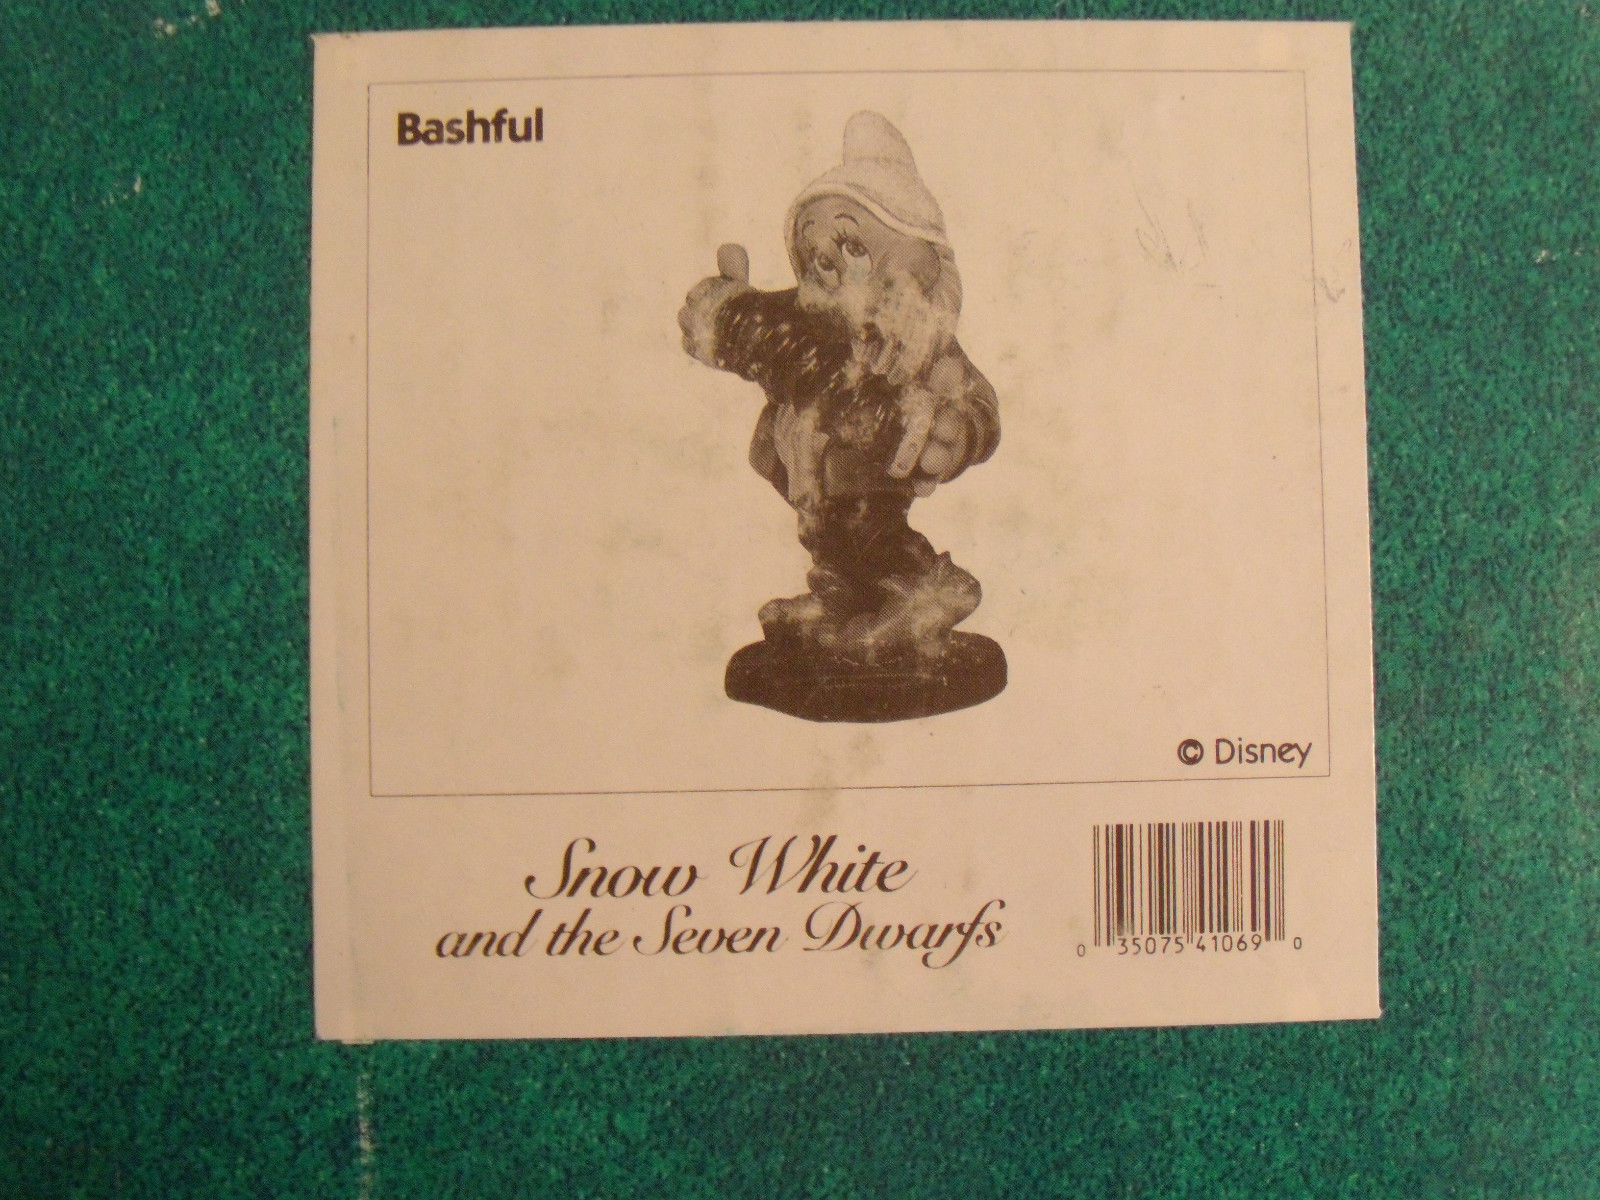 Bashful
© Disney
Snow White
and the Seven Dwarfs
0 35075 41069 0